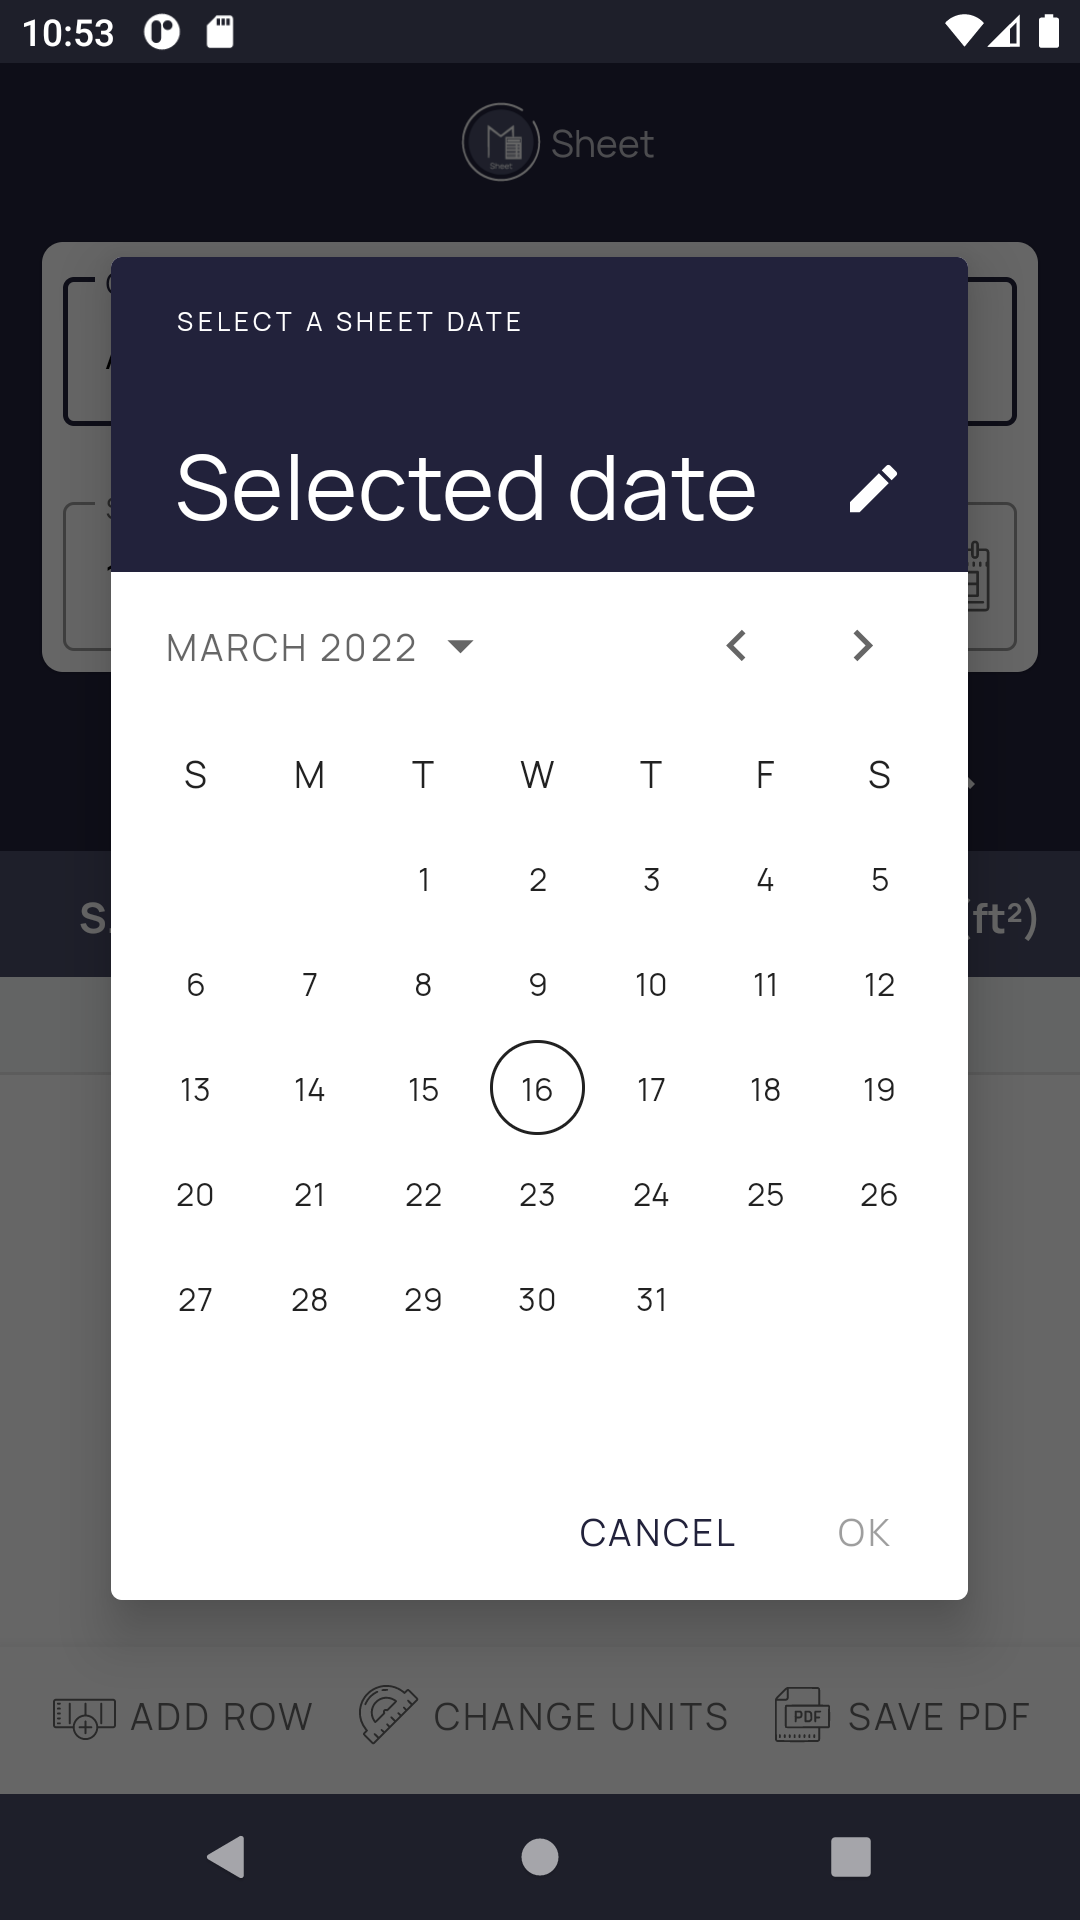 10:53
Sheet
Sheet
SELECT A SHEET DATE
Selected date
MARCH 2022
S M T W T F S
1 2 3 4 5
6 7 8 9 10 11 12
13 14 15 16 17 18 19
20 21 22 23 24 25 26
27 28 29 30 31
S. (ft²)
CANCEL OK
ADD ROW CHANGE UNITS PDF SAVE PDF